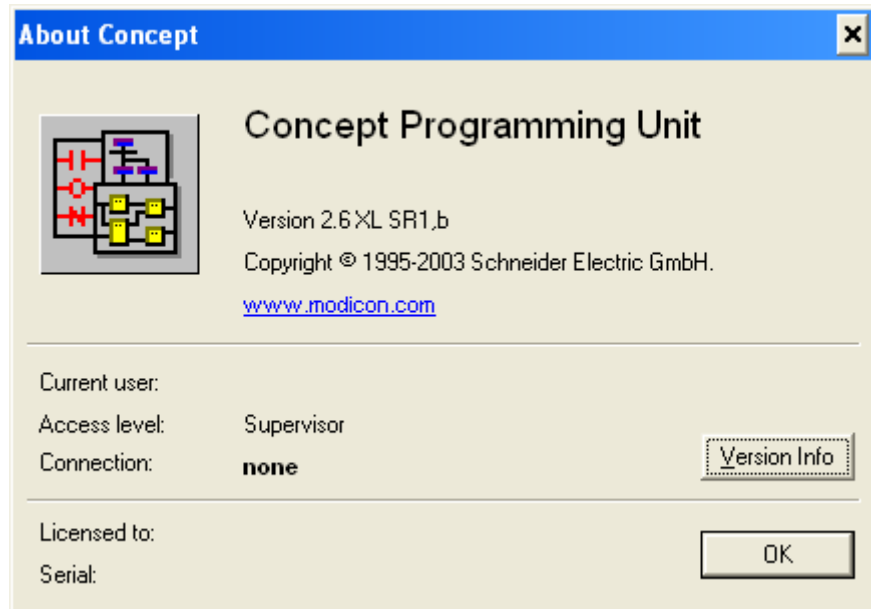 About Concept
Concept Programming Unit
Version 2.6 XL SR1,b
Copyright © 1995-2003 Schneider Electric GmbH.
www.modicon.com
Current user:
Access level: Supervisor
Connection: none
Version Info
Licensed to:
OK
Serial: